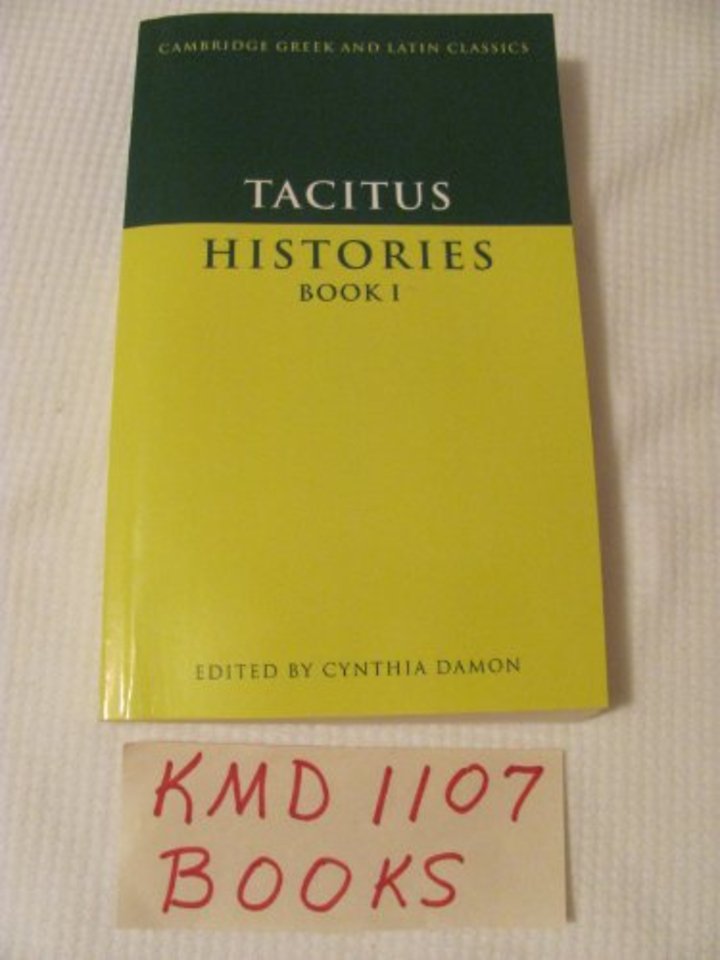 CAMBRIDGE GREEK AND LATIN CLASSICS
TACITUS
HISTORIES
BOOK I
EDITED BY CYNTHIA DAMON
KMD 1107
BOOKS